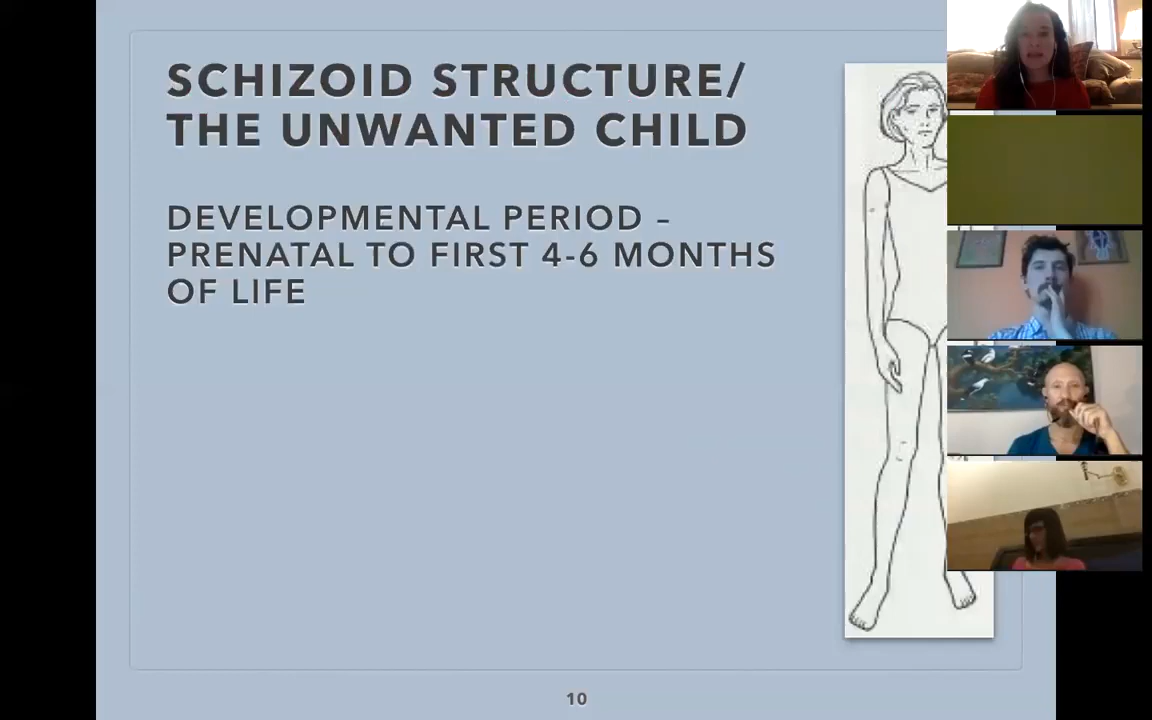 SCHIZOID STRUCTURE/
THE UNWANTED CHILD
DEVELOPMENTAL PERIOD –
PRENATAL TO FIRST 4-6 MONTHS
OF LIFE
10